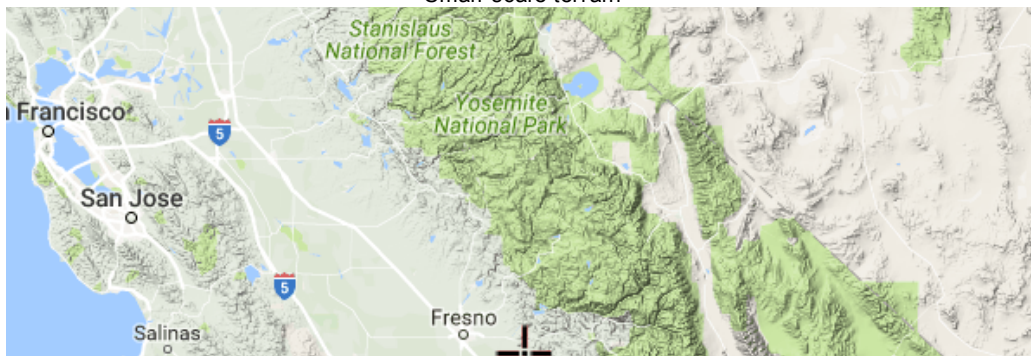 Stanislaus
National Forest
Yosemite
National Park
Francisco
5
San Jose
5
Fresno
Salinas